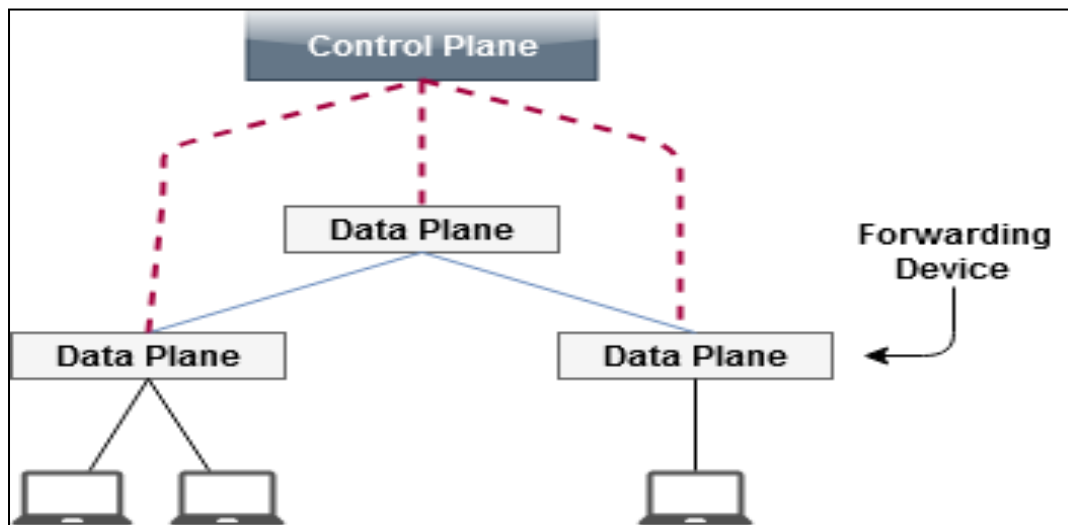 Control Plane
Data Plane
Forwarding
Device
Data Plane
Data Plane